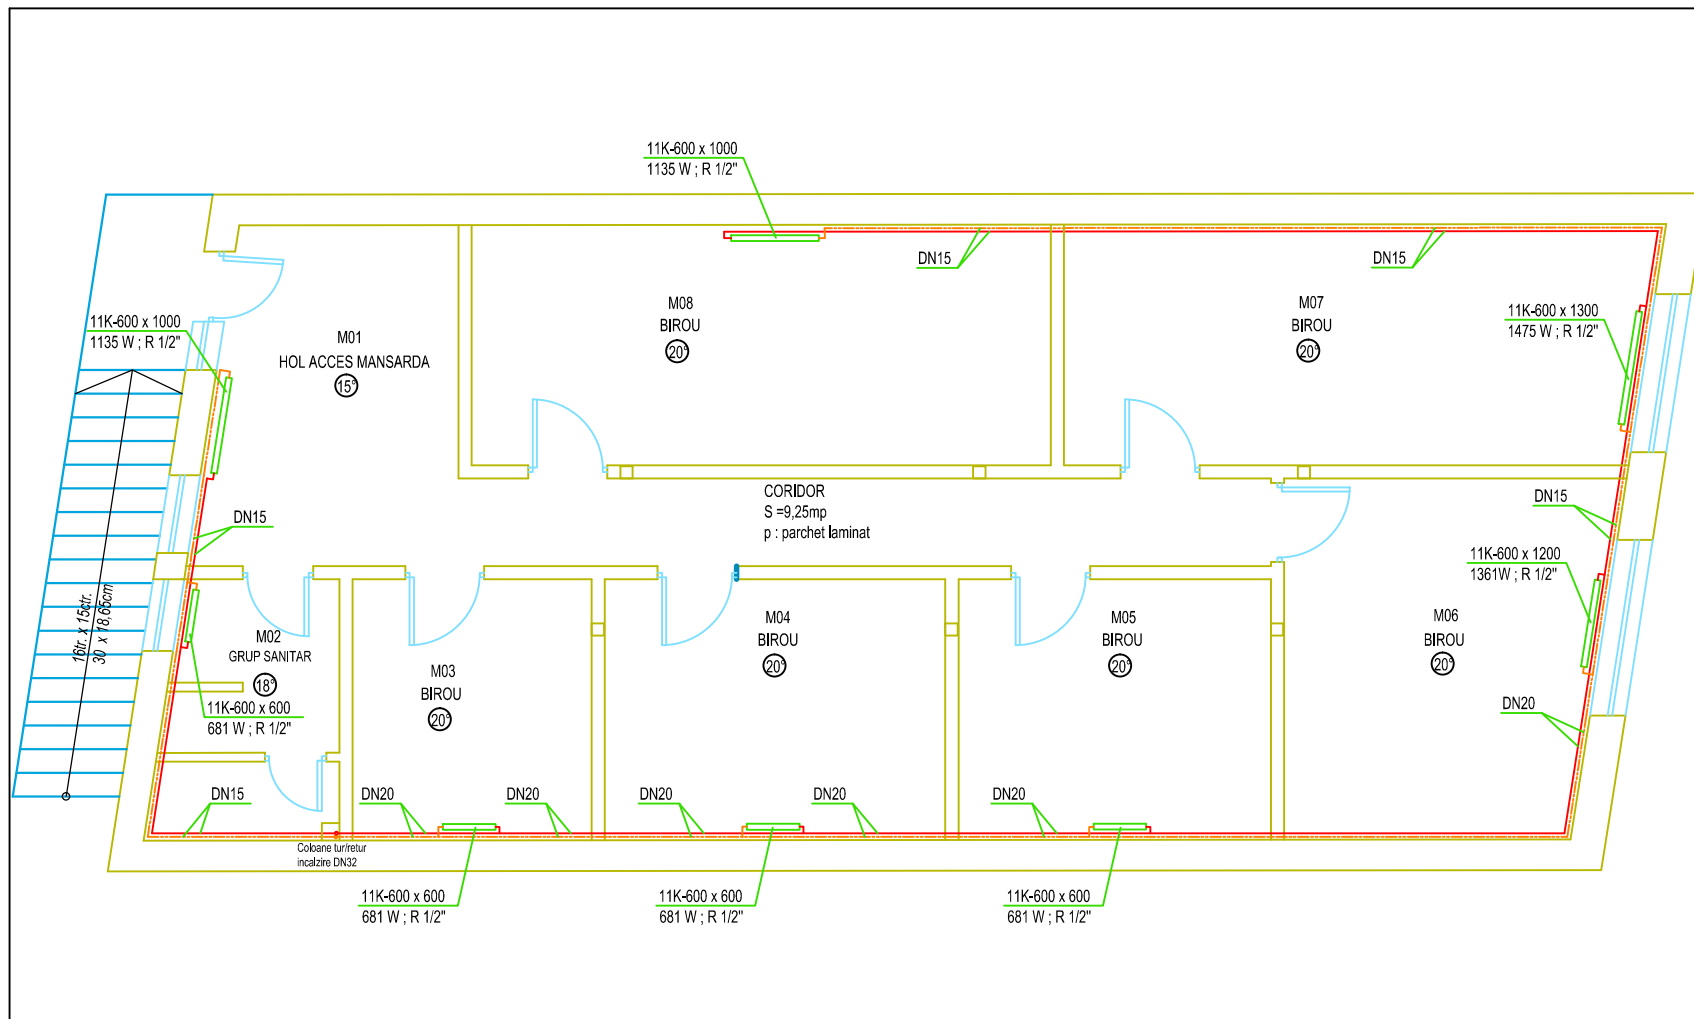 11K-600 x 1000
1135 W ; R 1/2"
DN15
DN15
M08
BIROU
20°
M07
BIROU
20°
11K-600 x 1300
1475 W ; R 1/2"
11K-600 x 1000
1135 W ; R 1/2"
M01
HOL ACCES MANSARDA
15°
CORIDOR
S =9,25mp
p : parchet laminat
DN15
DN15
11K-600 x 1200
1361W ; R 1/2"
16tr. x 15ctr.
30 x 18,65cm
M02
GRUP SANITAR
18°
M03
BIROU
20°
M04
BIROU
20°
M05
BIROU
20°
M06
BIROU
20°
11K-600 x 600
681 W ; R 1/2"
DN20
DN15
DN20
DN20
DN20
DN20
DN20
Coloane tur/retur
incalzire DN32
11K-600 x 600
681 W ; R 1/2"
11K-600 x 600
681 W ; R 1/2"
11K-600 x 600
681 W ; R 1/2"